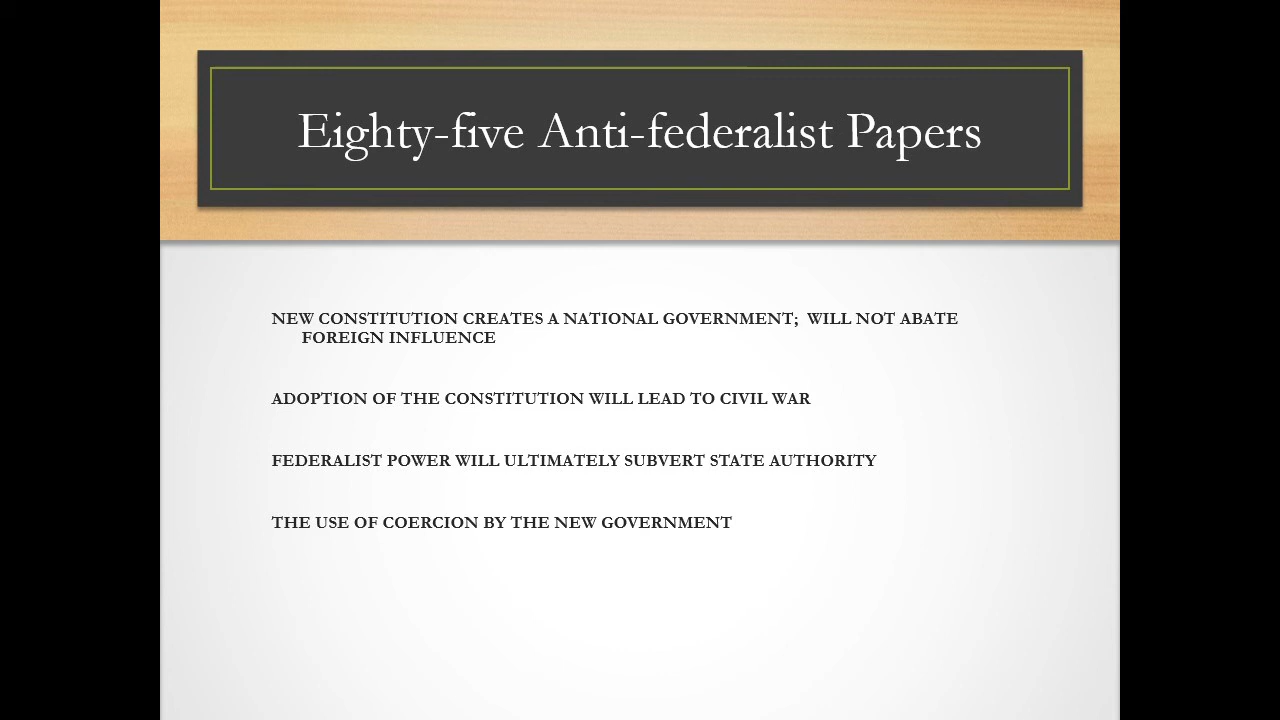 Eighty-five Anti-federalist Papers
NEW CONSTITUTION CREATES A NATIONAL GOVERNMENT;  WILL NOT ABATE
FOREIGN INFLUENCE
ADOPTION OF THE CONSTITUTION WILL LEAD TO CIVIL WAR
FEDERALIST POWER WILL ULTIMATELY SUBVERT STATE AUTHORITY
THE USE OF COERCION BY THE NEW GOVERNMENT